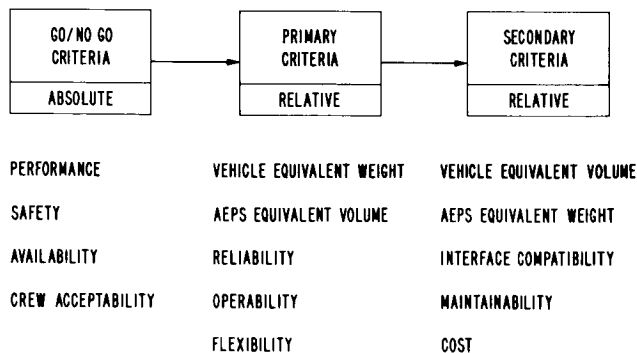 GO/NO GO
CRITERIA
ABSOLUTE
PRIMARY
CRITERIA
RELATIVE
SECONDARY
CRITERIA
RELATIVE
PERFORMANCE
SAFETY
AVAILABILITY
CREW ACCEPTABILITY
VEHICLE EQUIVALENT WEIGHT
AEPS EQUIVALENT VOLUME
RELIABILITY
OPERABILITY
FLEXIBILITY
VEHICLE EQUIVALENT VOLUME
AEPS EQUIVALENT WEIGHT
INTERFACE COMPATIBILITY
MAINTAINABILITY
COST